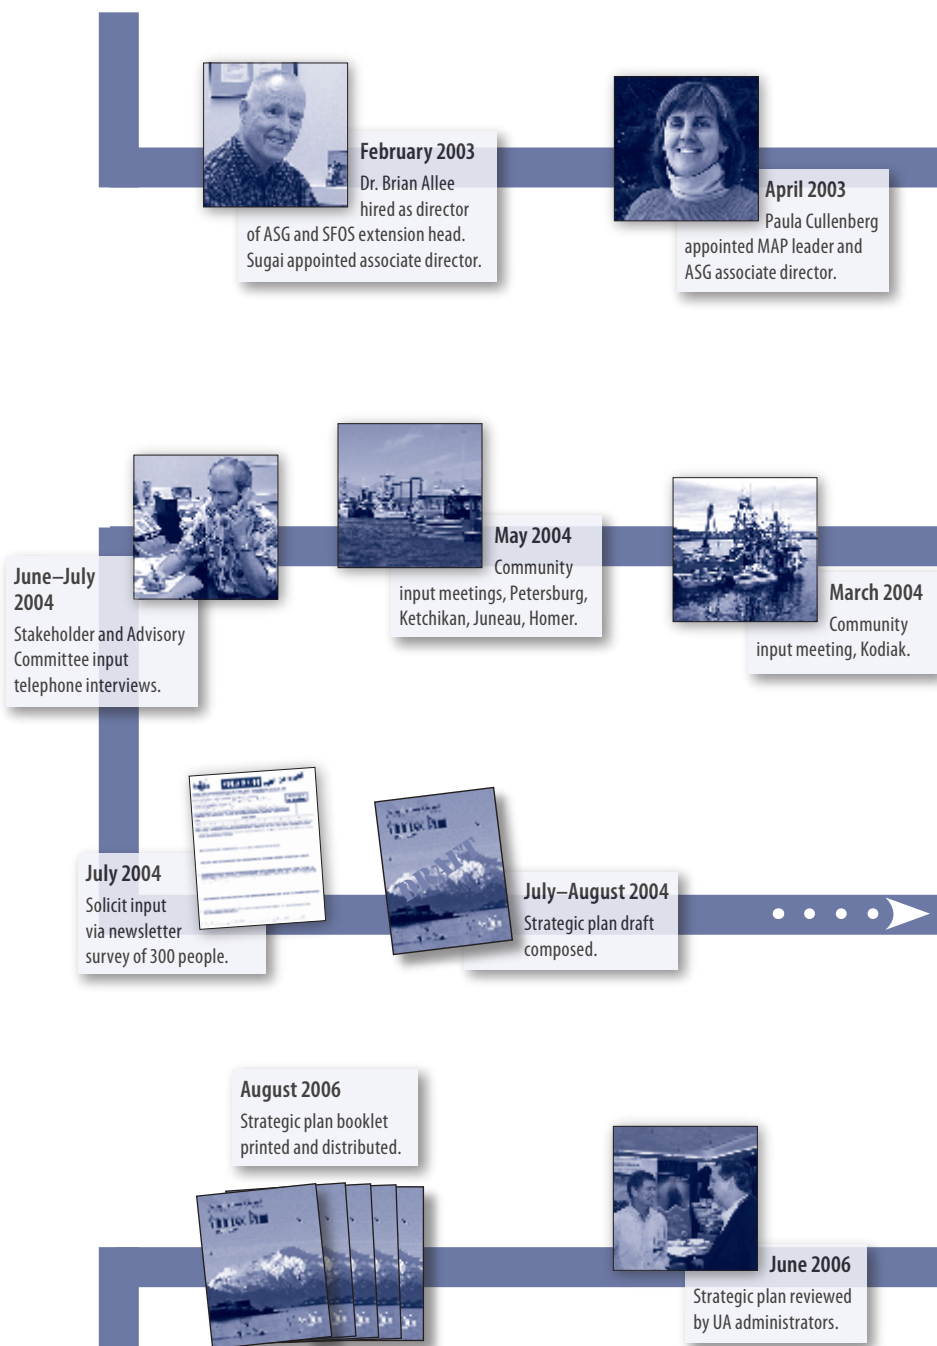 February 2003
Dr. Brian Allee
hired as director
of ASG and SFOS extension head.
Sugai appointed associate director.
April 2003
Paula Cullenberg
appointed MAP leader and
ASG associate director.
June–July
2004
Stakeholder and Advisory
Committee input
telephone interviews.
May 2004
Community
input meetings, Petersburg,
Ketchikan, Juneau, Homer.
March 2004
Community
input meeting, Kodiak.
July 2004
Solicit input
via newsletter
survey of 300 people.
DRAFT
July–August 2004
Strategic plan draft
composed.
August 2006
Strategic plan booklet
printed and distributed.
June 2006
Strategic plan reviewed
by UA administrators.